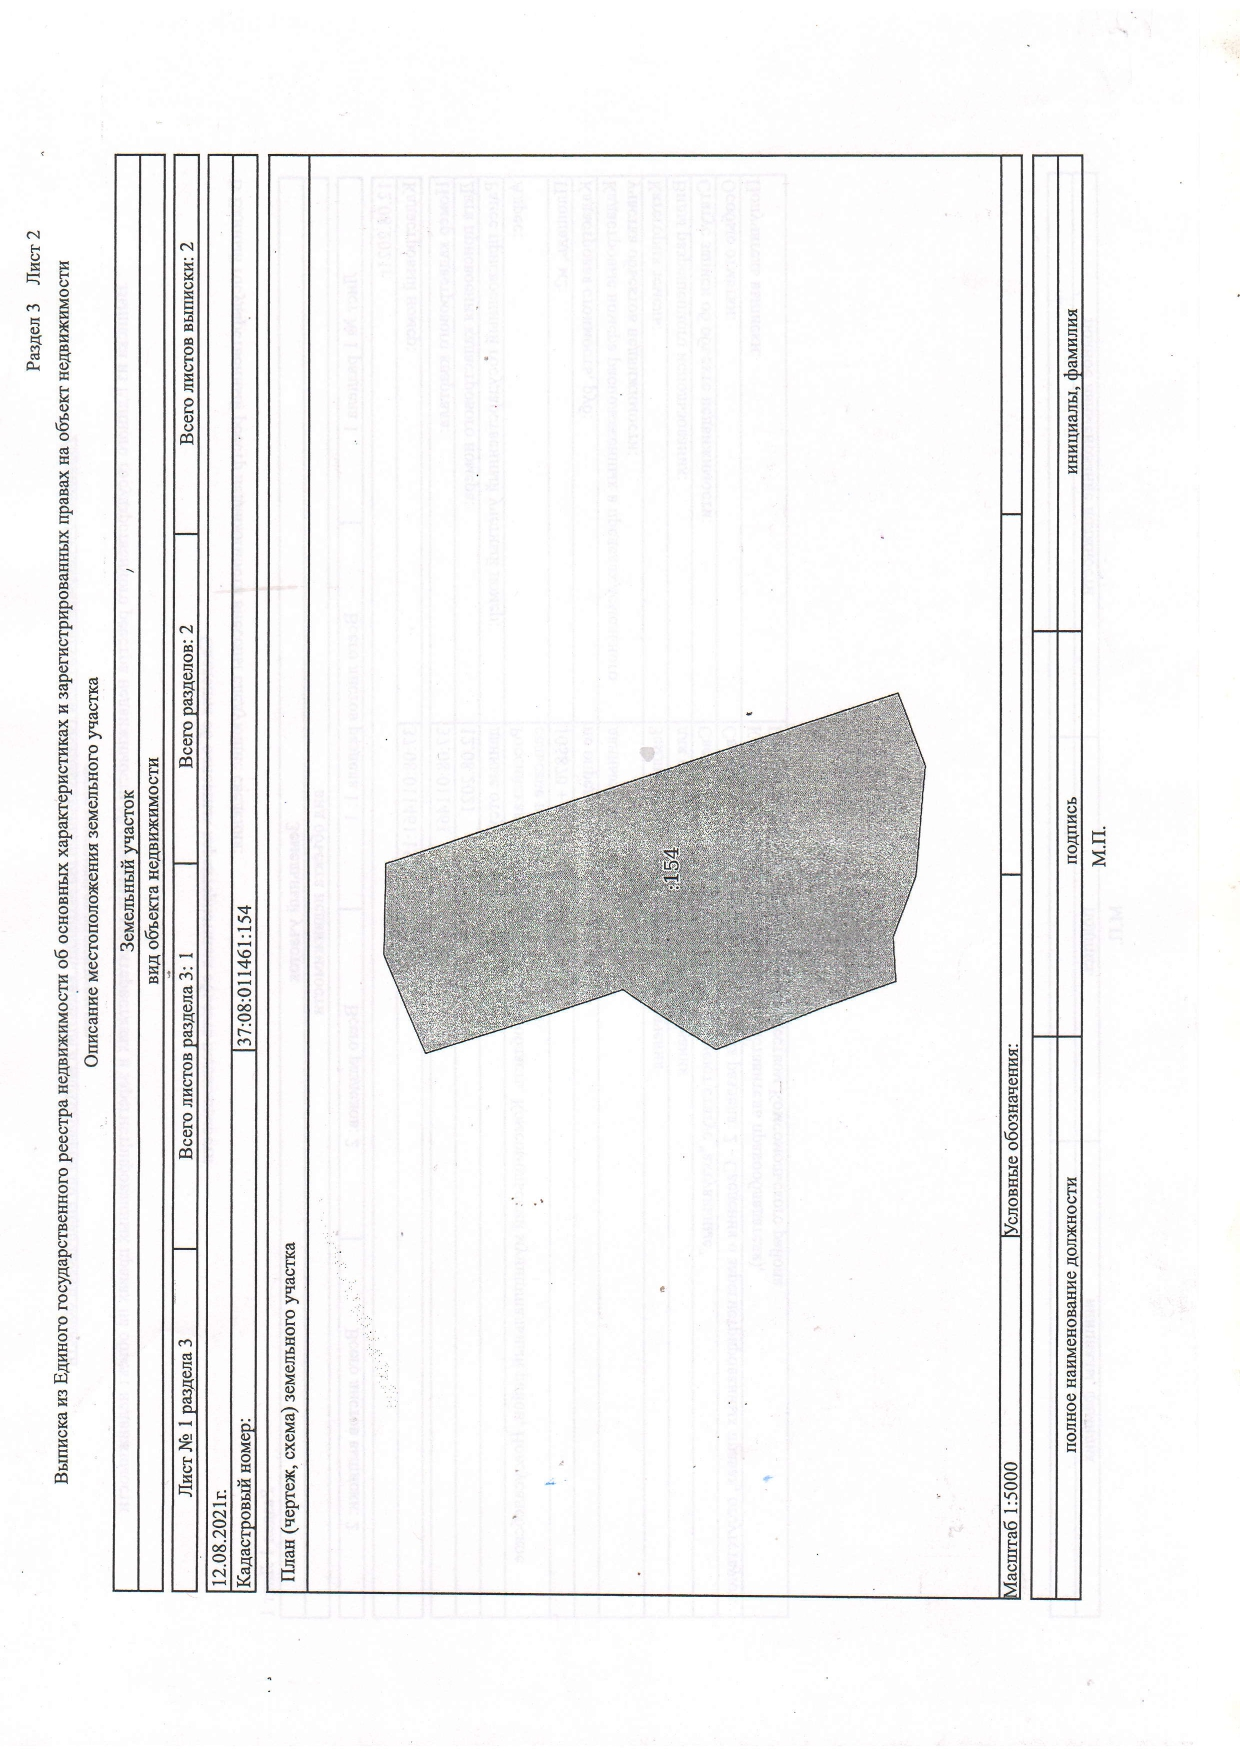 Раздел 3 Лист 2
Выписка из Единого государственного реестра недвижимости об основных характеристиках и зарегистрированных правах на объект недвижимости
Описание местоположения земельного участка
Земельный участок
вид объекта недвижимости
Лист № 1 раздела 3 Всего листов раздела 3: 1 Всего разделов: 2 Всего листов выписки: 2
12.08.2021г.
Кадастровый номер: 37:08:011461:154
План (чертеж, схема) земельного участка
:154
Масштаб 1:5000 Условные обозначения:
полное наименование должности подпись инициалы, фамилия
М.П.